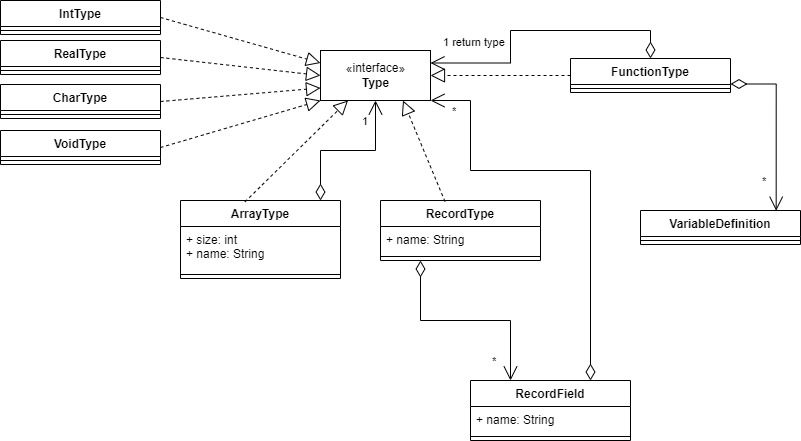 IntType
RealType
CharType
VoidType
«interface»
Type
1 return type
FunctionType
1
*
*
VariableDefinition
ArrayType
+ size: int
+ name: String
RecordType
+ name: String
*
RecordField
+ name: String